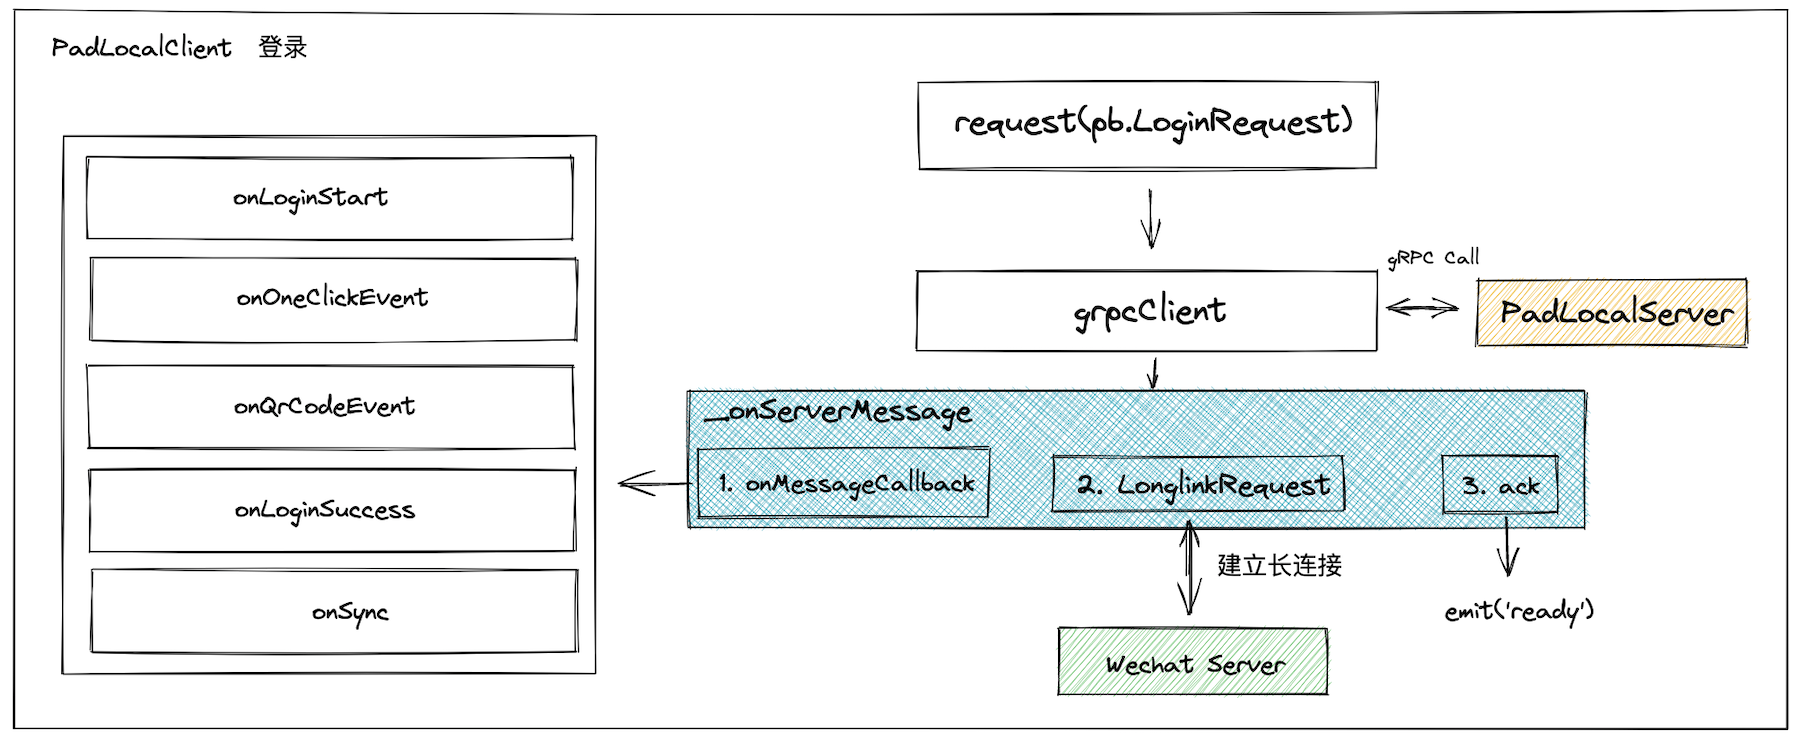 PadLocalClient 登录
onLoginStart
onOneClickEvent
onQrCodeEvent
onLoginSuccess
onSync
request(pb.LoginRequest)
gRPC Call
grpcClient
PadLocalServer
__onServerMessage
1. onMessageCallback
2. LonglinkRequest
3. ack
建立长连接
emit('ready')
Wechat Server